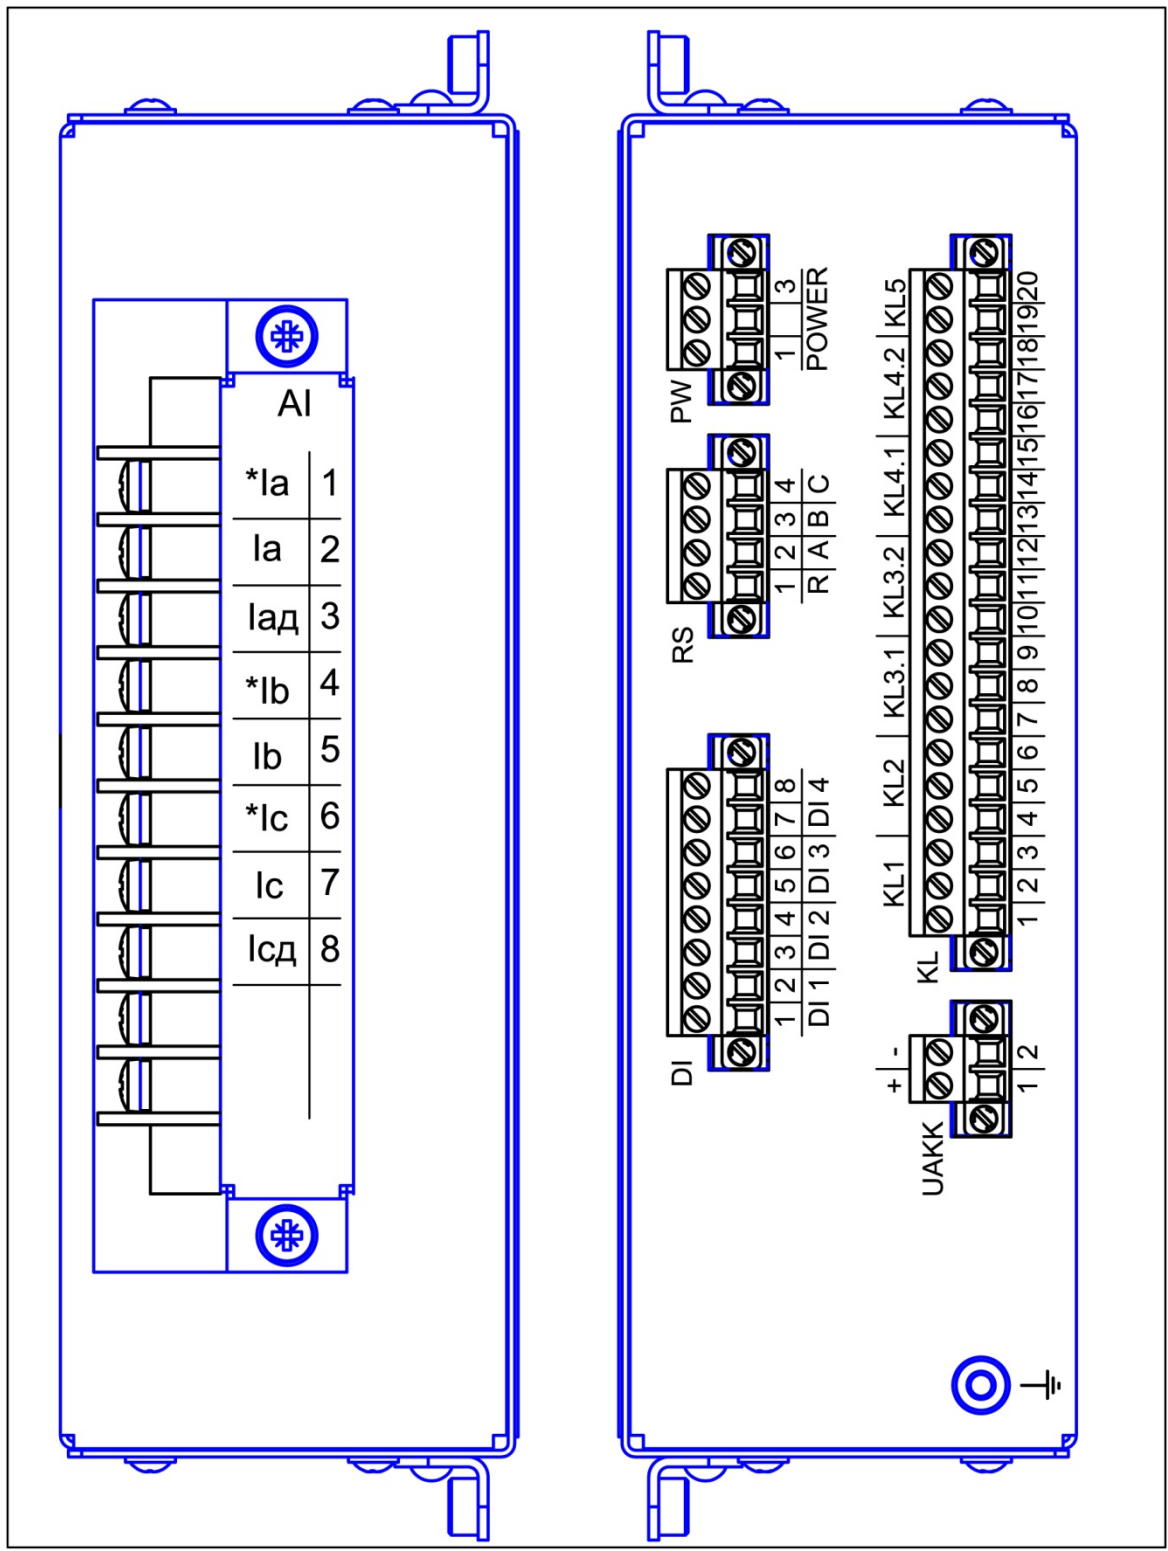 AI
*Ia 1
Ia 2
Iaд 3
*Ib 4
Ib 5
*Ic 6
Ic 7
Icд 8
PW
1 3
POWER
RS
1 2 3 4
R A B C
DI
1 2 3 4 5 6 7 8
DI 1 DI 2 DI 3 DI 4
KL1 KL2 KL3.1 KL3.2 KL4.1 KL4.2 KL5
KL
1 2 3 4 5 6 7 8 9 10 11 12 13 14 15 16 17 18 19 20
+ -
UAKK
1 2